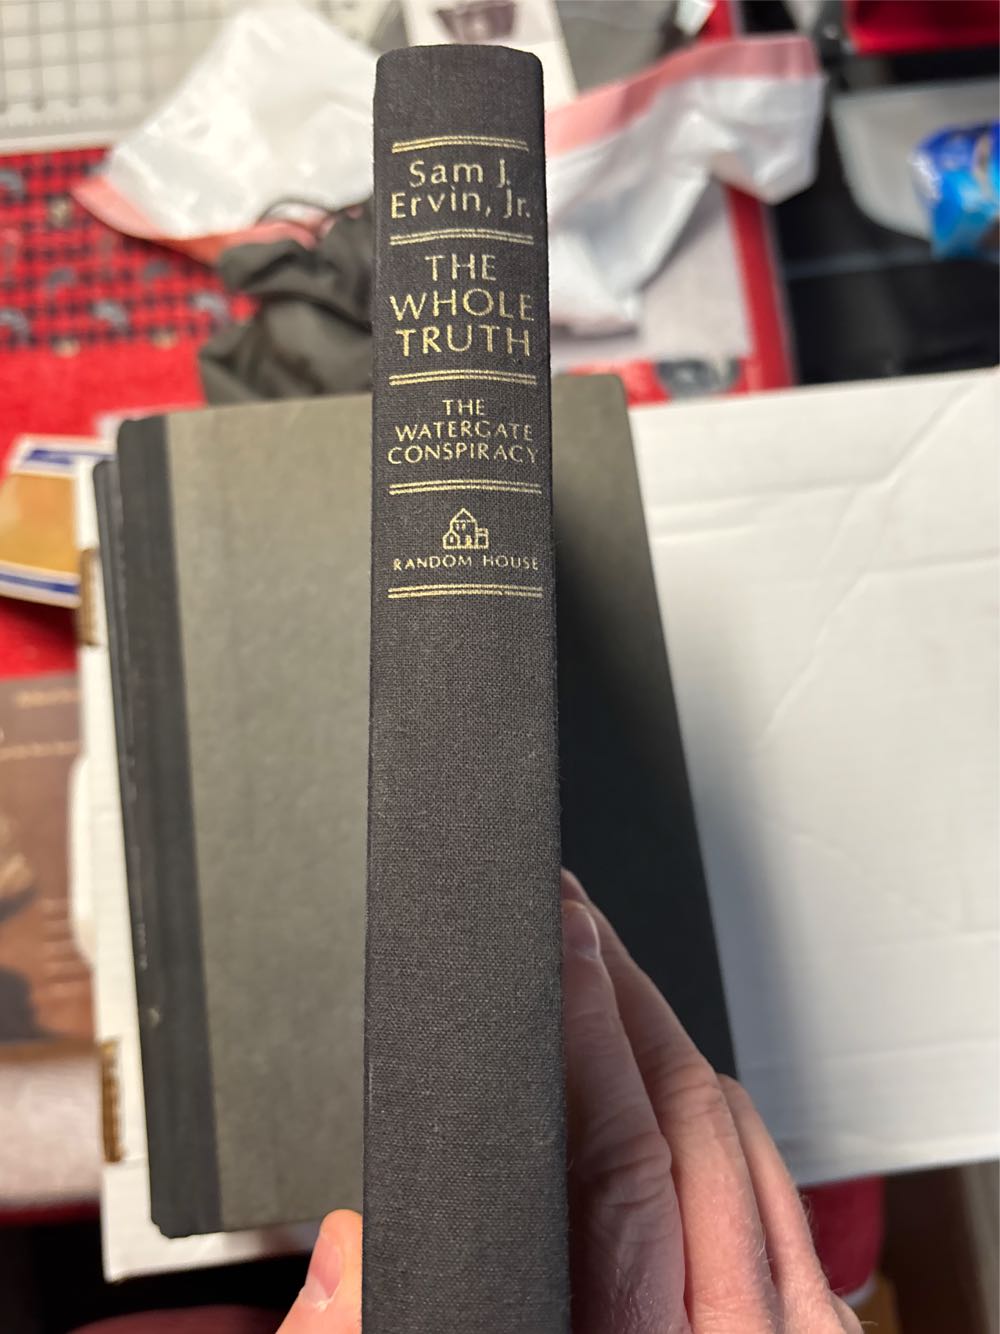 Sam J.
Ervin, Jr.
THE
WHOLE
TRUTH
THE
WATERGATE
CONSPIRACY
RANDOM HOUSE